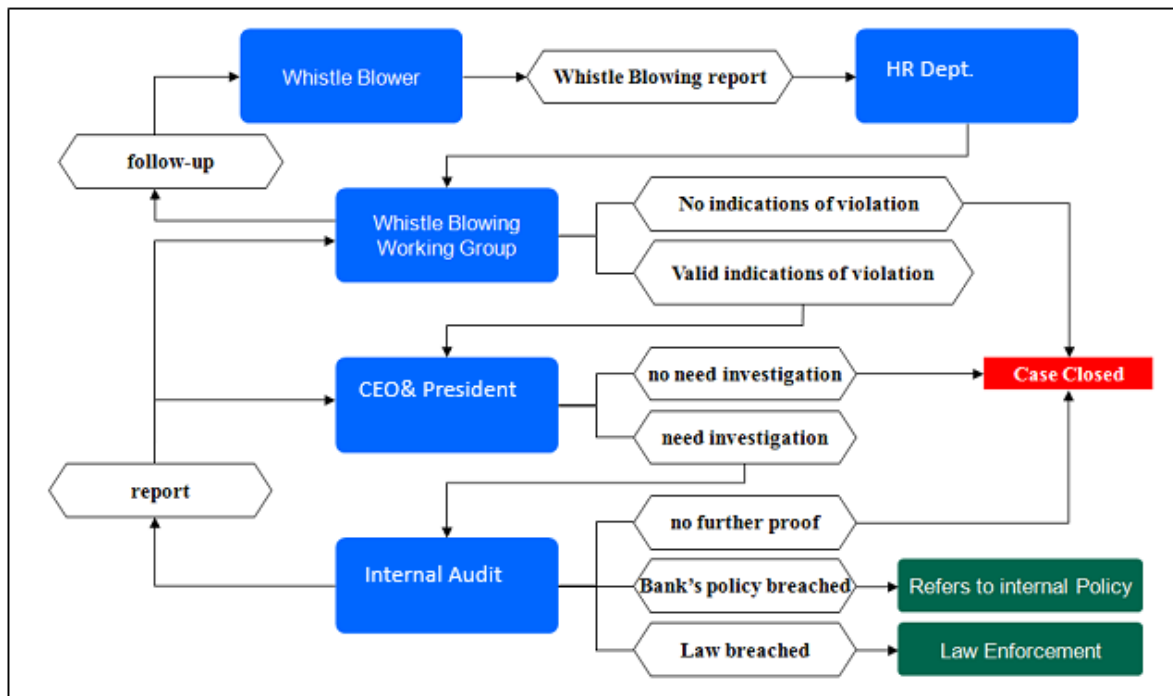 Whistle Blower
Whistle Blowing report
HR Dept.
follow-up
Whistle Blowing
Working Group
No indications of violation
Valid indications of violation
CEO& President
no need investigation
need investigation
Case Closed
report
Internal Audit
no further proof
Bank's policy breached
Refers to internal Policy
Law breached
Law Enforcement